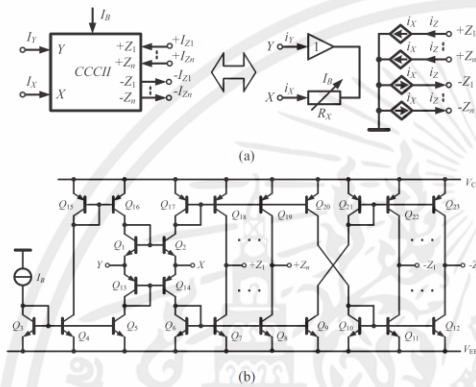 I_B
I_Y
Y
+Z_1
+I_Z1
+Z_n
+I_Zn
CCCII
I_X
X
-Z_1
-I_Z1
-Z_n
-I_Zn
Y
i_Y
1
I_B
X
i_X
R_X
i_X
i_Z
+Z_1
i_X
i_Z
+Z_n
i_X
i_Z
-Z_1
i_X
i_Z
-Z_n
(a)
Q_15
Q_16
Q_17
Q_18
Q_19
Q_20
Q_21
Q_22
Q_23
Q_1
Q_2
Y
X
+Z_1
+Z_n
-Z_1
I_B
Q_13
Q_14
Q_3
Q_4
Q_5
Q_6
Q_7
Q_8
Q_9
Q_10
Q_11
Q_12
V_EE
(b)